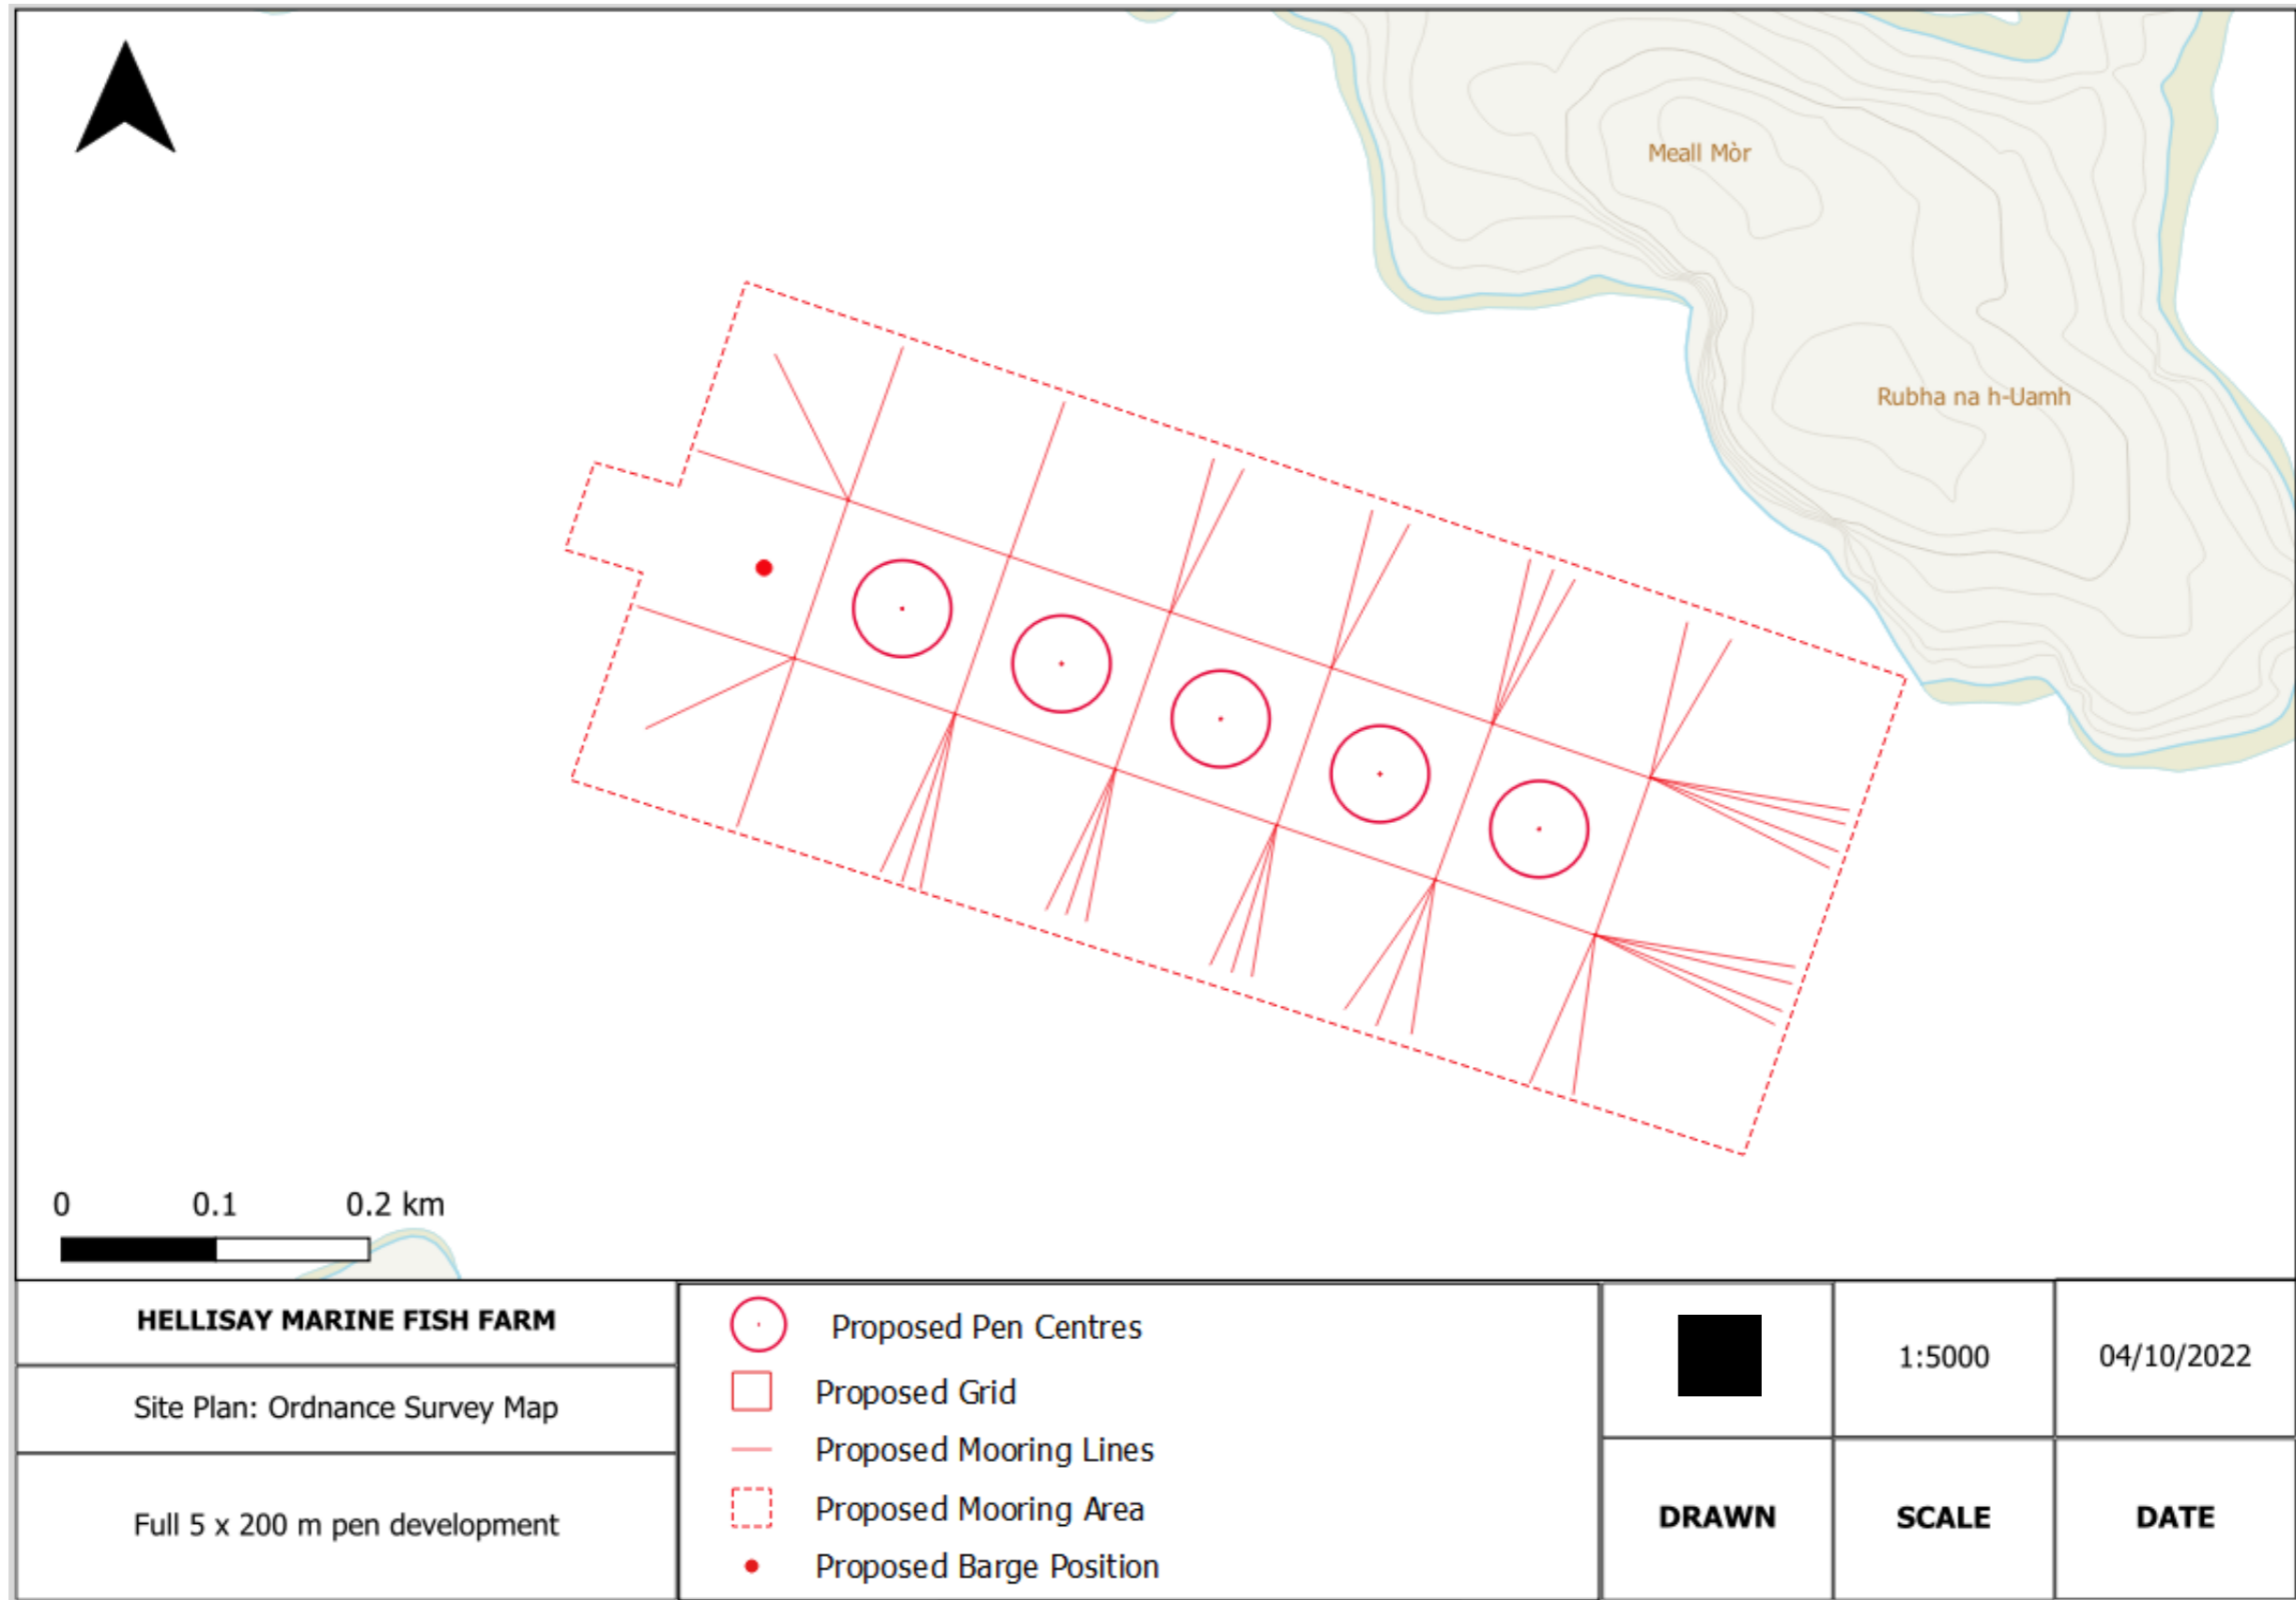 Meall Mòr
Rubha na h-Uamh
0 0.1 0.2 km
HELLISAY MARINE FISH FARM
Site Plan: Ordnance Survey Map
Full 5 x 200 m pen development
Proposed Pen Centres
Proposed Grid
Proposed Mooring Lines
Proposed Mooring Area
Proposed Barge Position
1:5000
04/10/2022
DRAWN
SCALE
DATE